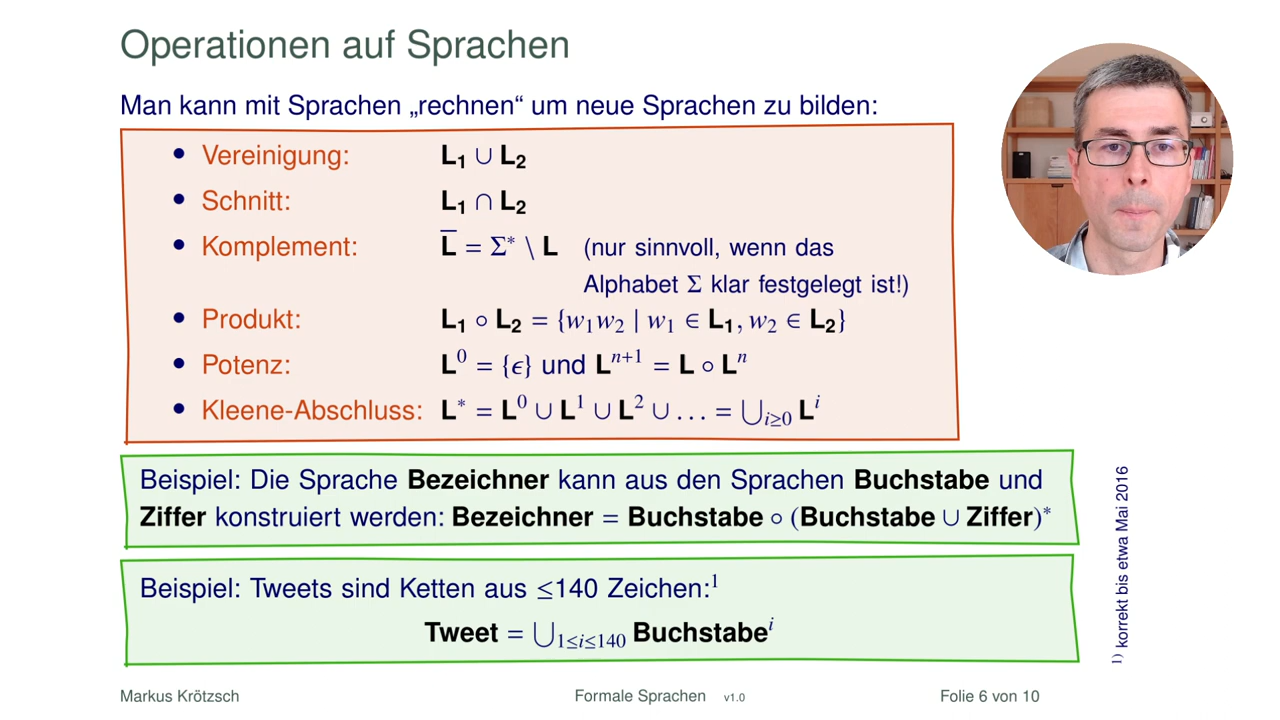 Operationen auf Sprachen
Man kann mit Sprachen „rechnen“ um neue Sprachen zu bilden:
• Vereinigung: L₁ ∪ L₂
• Schnitt: L₁ ∩ L₂
• Komplement: L̅ = Σ* \ L (nur sinnvoll, wenn das
Alphabet Σ klar festgelegt ist!)
• Produkt: L₁ ∘ L₂ = {w₁w₂ | w₁ ∈ L₁, w₂ ∈ L₂}
• Potenz: L⁰ = {ϵ} und Lⁿ⁺¹ = L ∘ Lⁿ
• Kleene-Abschluss: L* = L⁰ ∪ L¹ ∪ L² ∪ … = ⋃ᵢ≥₀ Lⁱ
Beispiel: Die Sprache Bezeichner kann aus den Sprachen Buchstabe und
Ziffer konstruiert werden: Bezeichner = Buchstabe ∘ (Buchstabe ∪ Ziffer)*
Beispiel: Tweets sind Ketten aus ≤140 Zeichen:¹
Tweet = ⋃₁≤ᵢ≤₁₄₀ Buchstabeⁱ
¹⁾ korrekt bis etwa Mai 2016
Markus Krötzsch Formale Sprachen v1.0 Folie 6 von 10